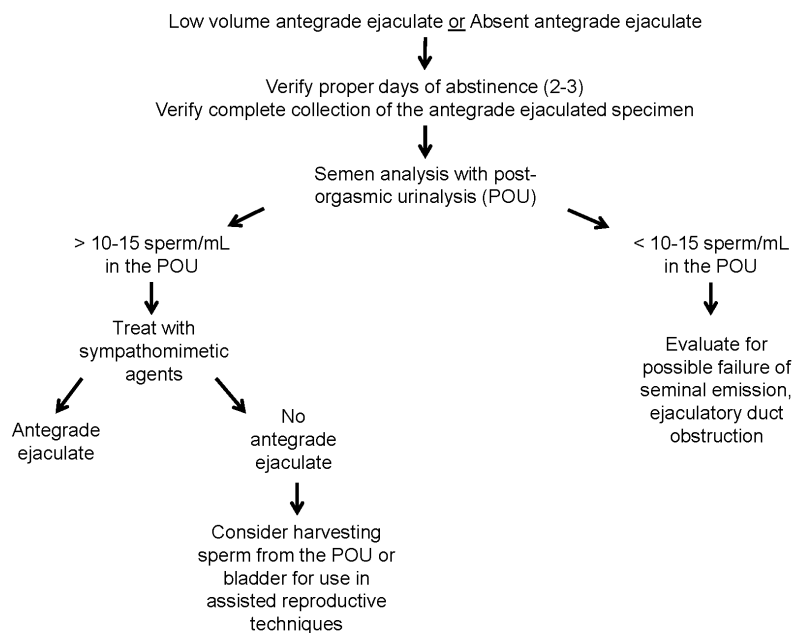 Low volume antegrade ejaculate or Absent antegrade ejaculate
Verify proper days of abstinence (2-3)
Verify complete collection of the antegrade ejaculated specimen
Semen analysis with post-
orgasmic urinalysis (POU)
> 10-15 sperm/mL
in the POU
< 10-15 sperm/mL
in the POU
Treat with
sympathomimetic
agents
Evaluate for
possible failure of
seminal emission,
ejaculatory duct
obstruction
Antegrade
ejaculate
No
antegrade
ejaculate
Consider harvesting
sperm from the POU or
bladder for use in
assisted reproductive
techniques